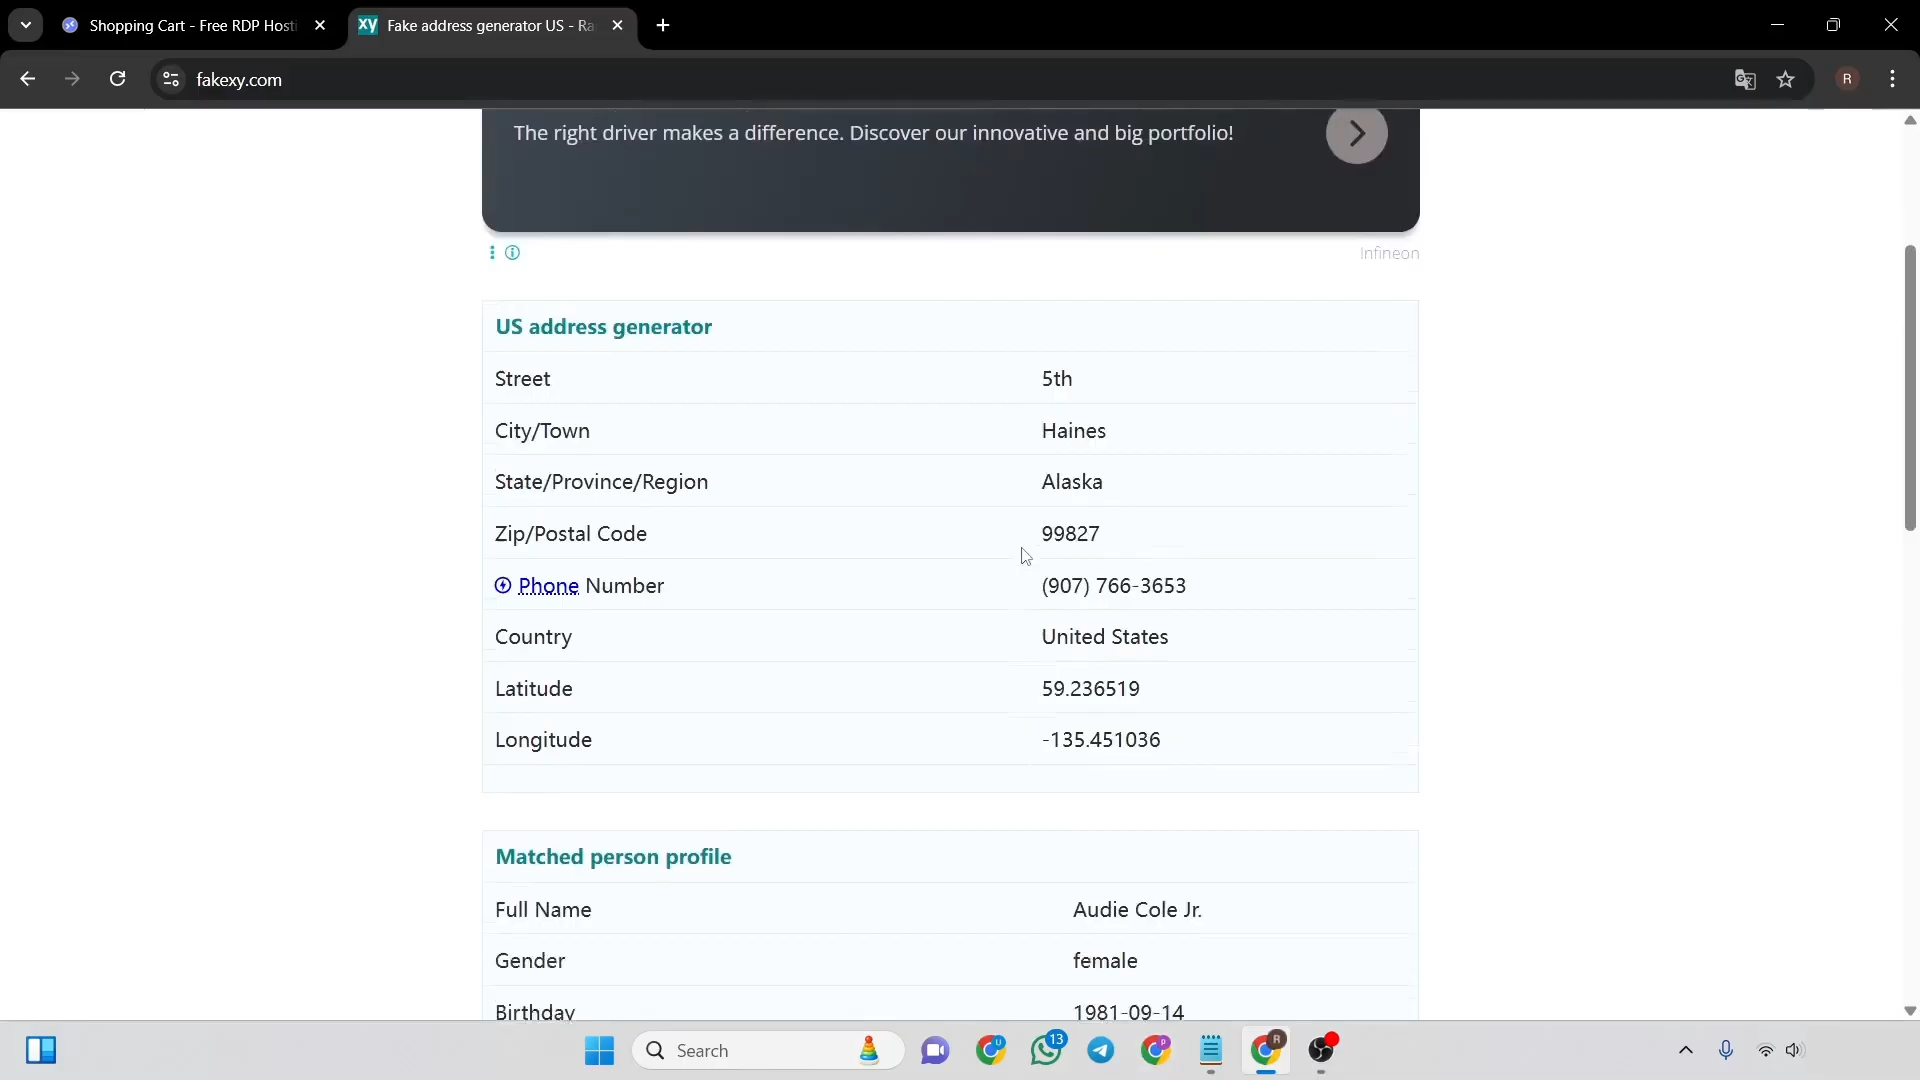 Shopping Cart - Free RDP Hosti
Fake address generator US - Ra
fakexy.com
R
The right driver makes a difference. Discover our innovative and big portfolio!
Infineon
US address generator
Street 5th
City/Town Haines
State/Province/Region Alaska
Zip/Postal Code 99827
Phone Number (907) 766-3653
Country United States
Latitude 59.236519
Longitude -135.451036
Matched person profile
Full Name Audie Cole Jr.
Gender female
Birthday 1981-09-14
Search
U
13
P
R